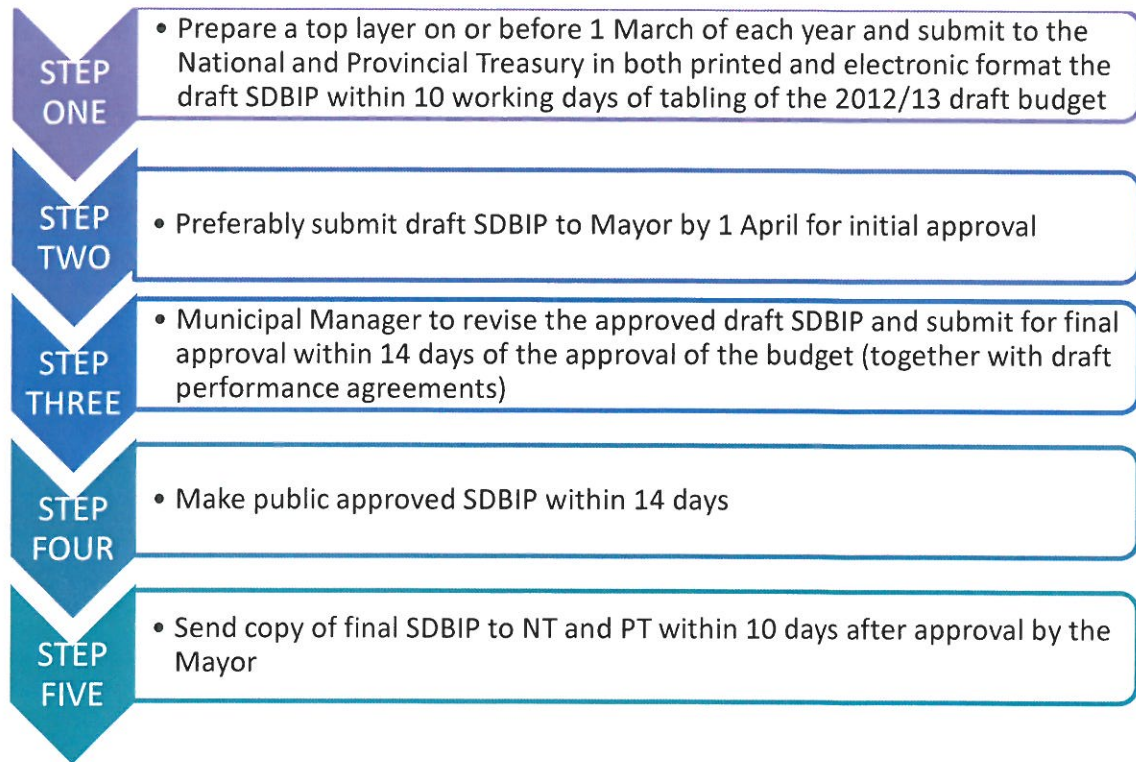 STEP
ONE
• Prepare a top layer on or before 1 March of each year and submit to the
National and Provincial Treasury in both printed and electronic format the
draft SDBIP within 10 working days of tabling of the 2012/13 draft budget
STEP
TWO
• Preferably submit draft SDBIP to Mayor by 1 April for initial approval
STEP
THREE
• Municipal Manager to revise the approved draft SDBIP and submit for final
approval within 14 days of the approval of the budget (together with draft
performance agreements)
STEP
FOUR
• Make public approved SDBIP within 14 days
STEP
FIVE
• Send copy of final SDBIP to NT and PT within 10 days after approval by the
Mayor